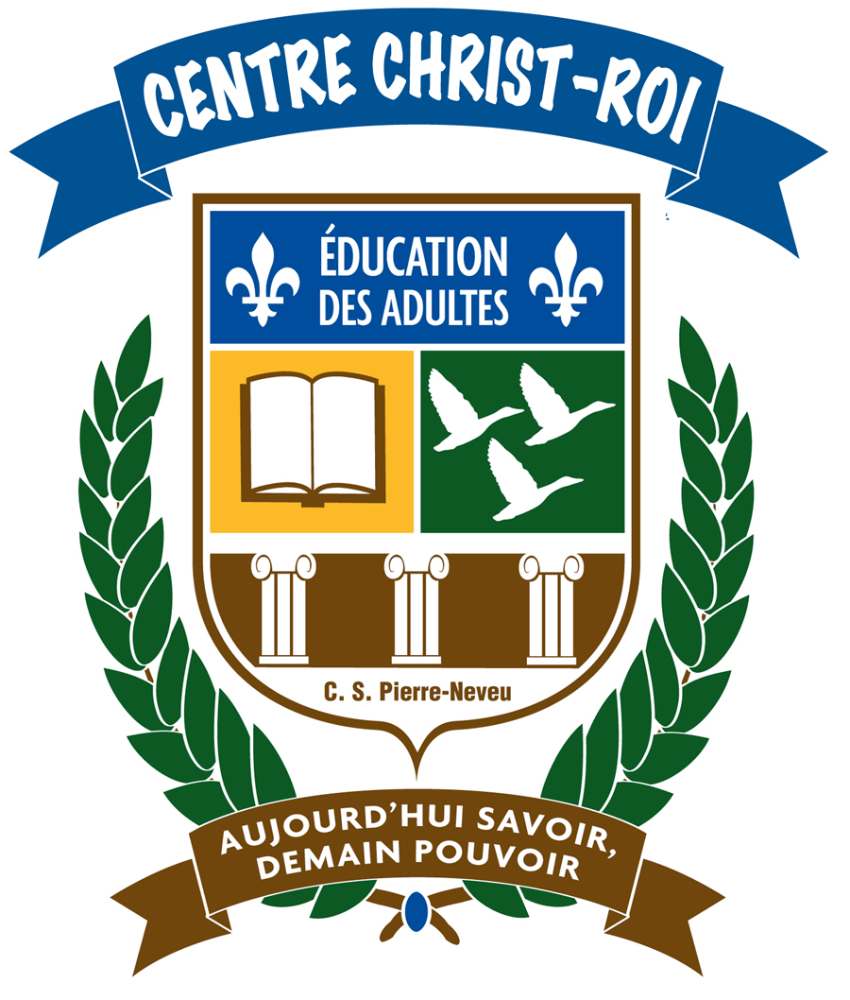 CENTRE CHRIST-ROI
ÉDUCATION
DES ADULTES
C. S. Pierre-Neveu
AUJOURD'HUI SAVOIR,
DEMAIN POUVOIR